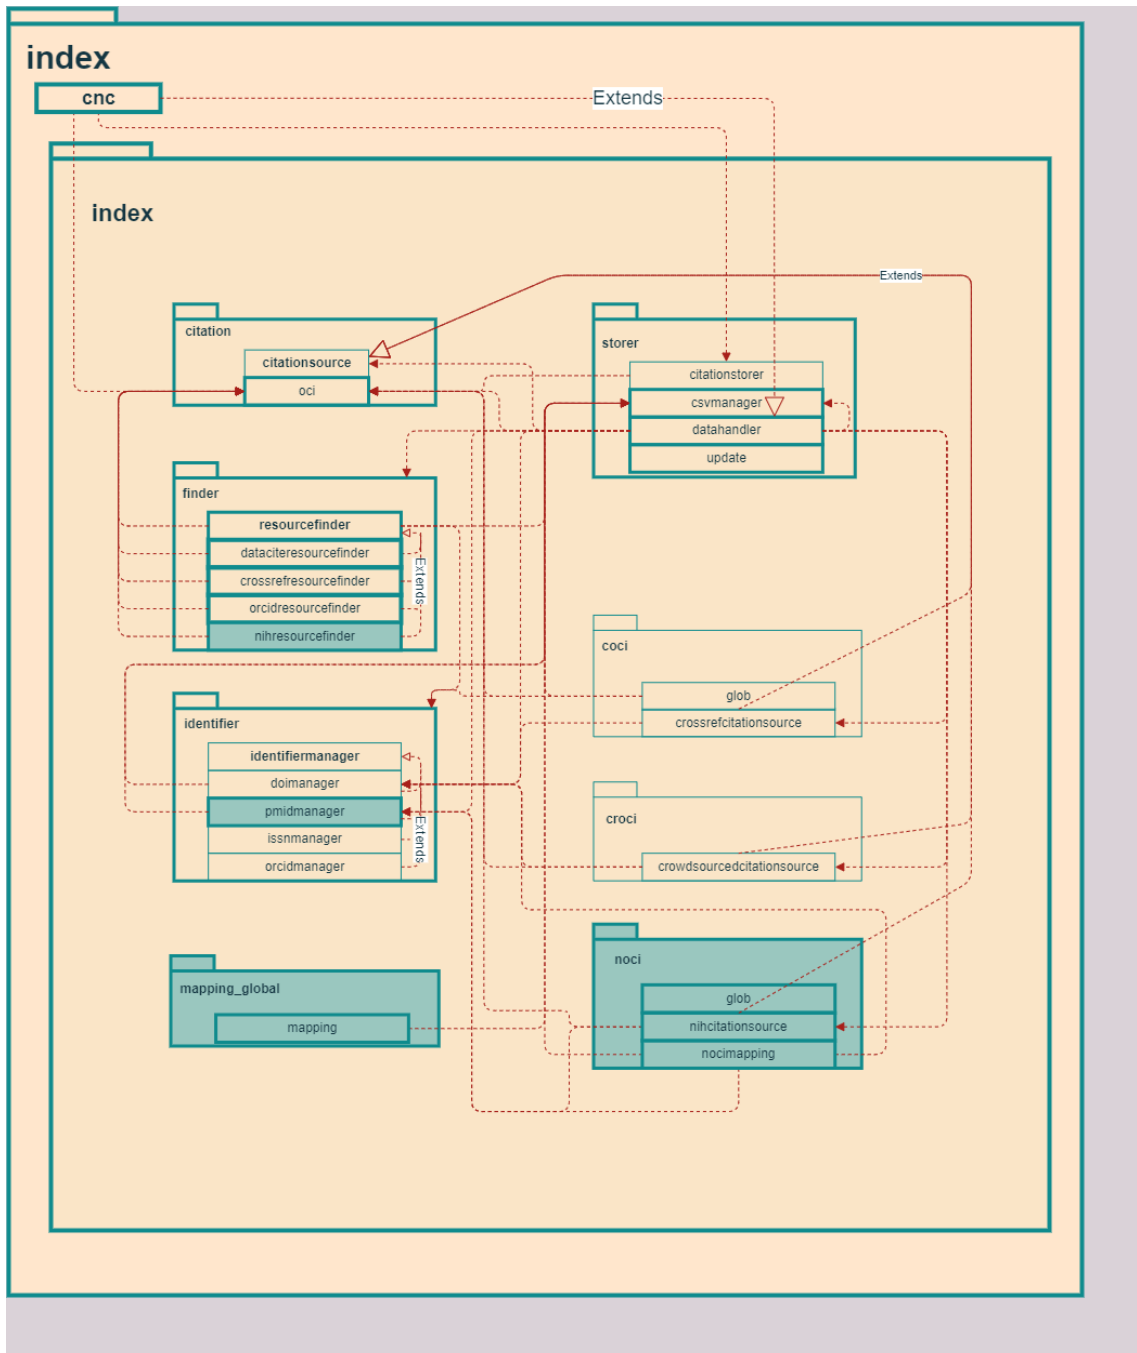 index
cnc
Extends
index
Extends
citation
citationsource
oci
storer
citationstorer
csvmanager
datahandler
update
finder
resourcefinder
dataciteresourcefinder
crossrefresourcefinder
orcidresourcefinder
nihresourcefinder
Extends
coci
glob
crossrefcitationsource
identifier
identifiermanager
doimanager
pmidmanager
issnmanager
orcidmanager
Extends
croci
crowdsourcedcitationsource
mapping_global
mapping
noci
glob
nihcitationsource
nocimapping